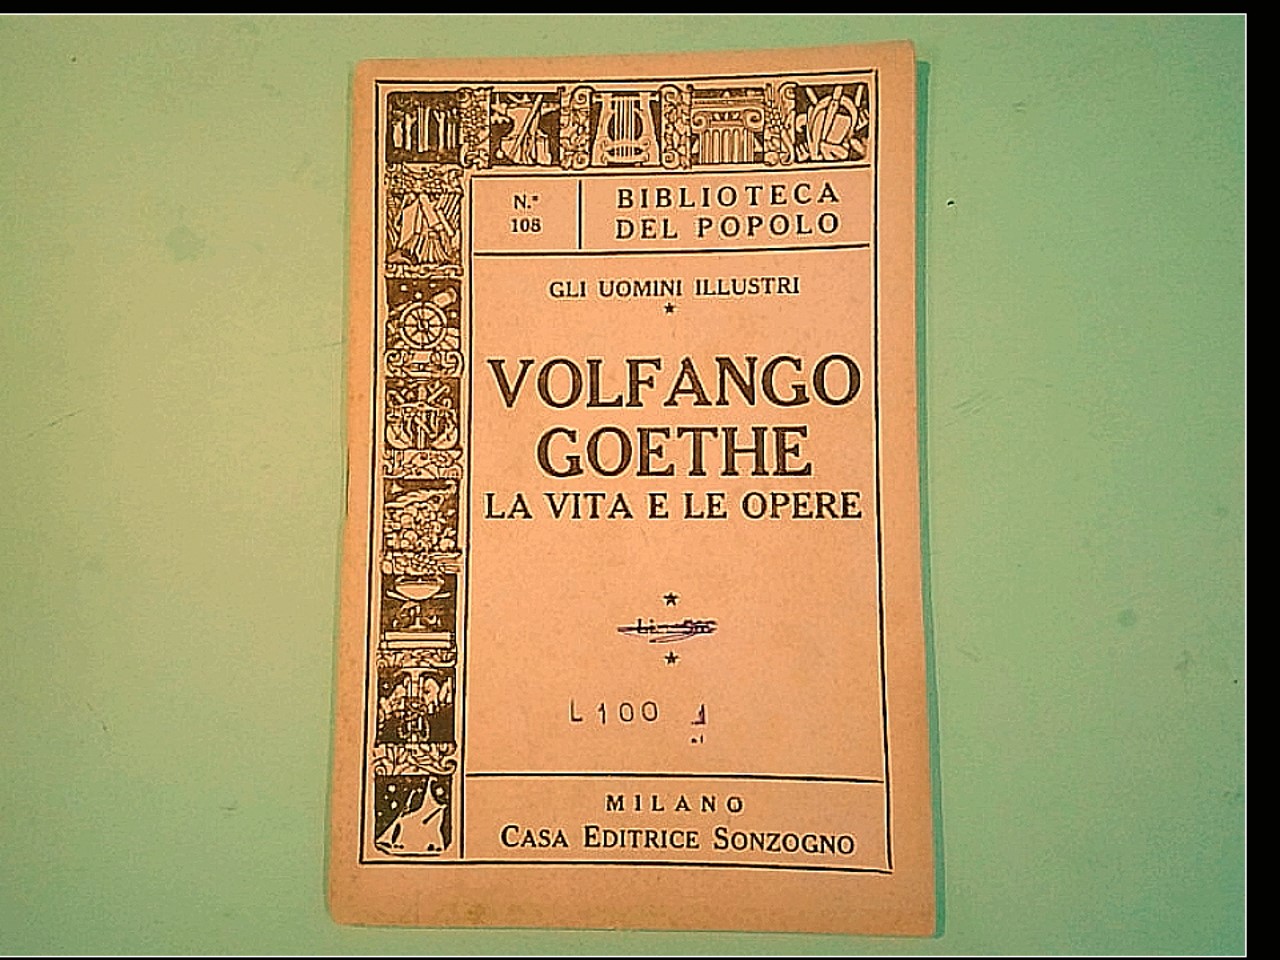 N.º
108
BIBLIOTECA
DEL POPOLO
GLI UOMINI ILLUSTRI
VOLFANGO
GOETHE
LA VITA E LE OPERE
L 100
MILANO
CASA EDITRICE SONZOGNO